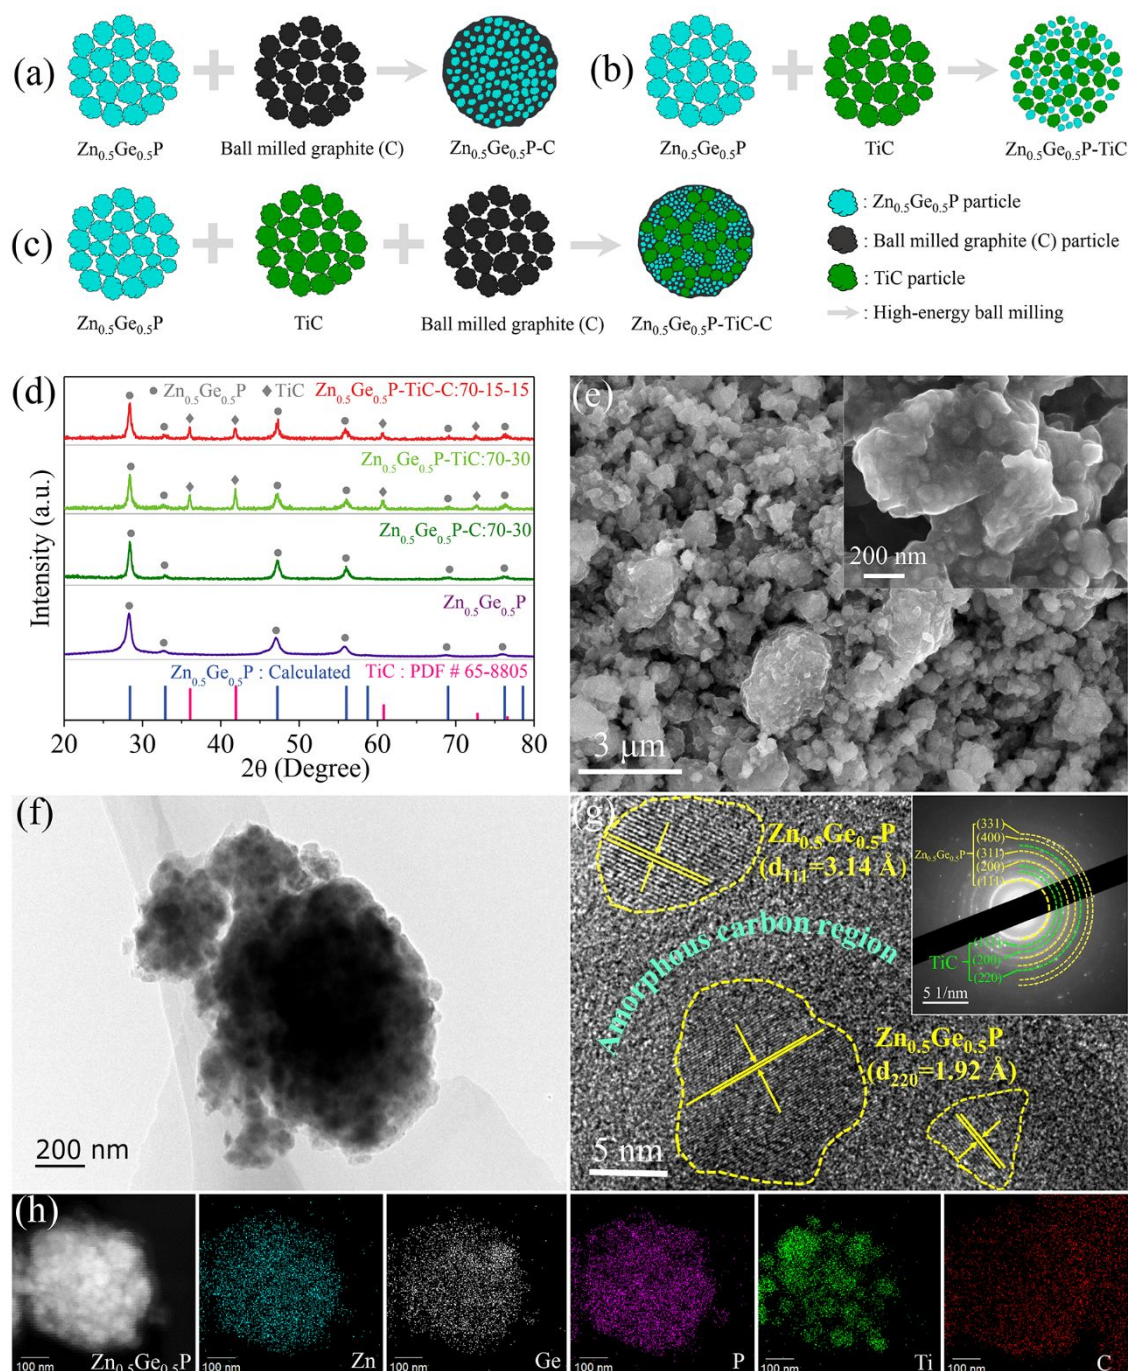 (a)
Zn0.5Ge0.5P
Ball milled graphite (C)
Zn0.5Ge0.5P-C
(b)
Zn0.5Ge0.5P
TiC
Zn0.5Ge0.5P-TiC
(c)
Zn0.5Ge0.5P
TiC
Ball milled graphite (C)
Zn0.5Ge0.5P-TiC-C
: Zn0.5Ge0.5P particle
: Ball milled graphite (C) particle
: TiC particle
: High-energy ball milling
(d)
Zn0.5Ge0.5P
TiC
Zn0.5Ge0.5P-TiC-C:70-15-15
Zn0.5Ge0.5P-TiC:70-30
Zn0.5Ge0.5P-C:70-30
Zn0.5Ge0.5P
Zn0.5Ge0.5P : Calculated
TiC : PDF # 65-8805
Intensity (a.u.)
20 30 40 50 60 70 80
2θ (Degree)
(e)
200 nm
3 µm
(f)
200 nm
(g)
Zn0.5Ge0.5P
(d111=3.14 Å)
Amorphous carbon region
Zn0.5Ge0.5P
(d220=1.92 Å)
5 nm
Zn0.5Ge0.5P
(331)
(400)
(311)
(200)
(111)
TiC
(200)
(220)
5 1/nm
(h)
100 nm
Zn0.5Ge0.5P
100 nm
Zn
100 nm
Ge
100 nm
P
100 nm
Ti
100 nm
C